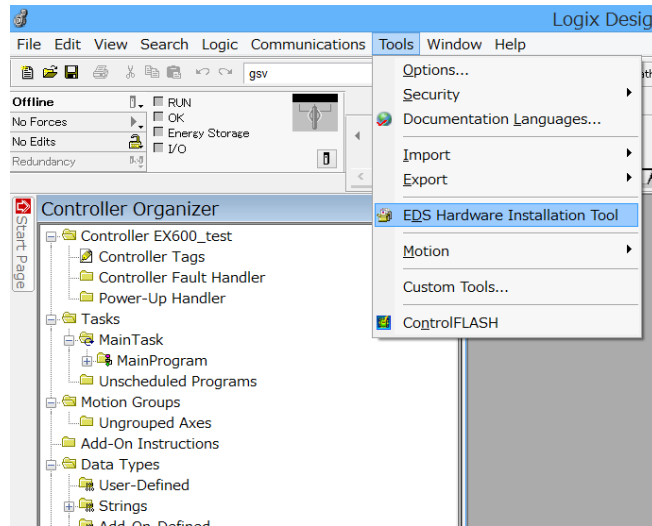 Logix Desig
File Edit View Search Logic Communications Tools Window Help
gsv
Offline
No Forces
No Edits
Redundancy
RUN
OK
Energy Storage
I/O
Options...
Security
Documentation Languages...
Import
Export
EDS Hardware Installation Tool
Motion
Custom Tools...
ControlFLASH
Start Page
Controller Organizer
Controller EX600_test
Controller Tags
Controller Fault Handler
Power-Up Handler
Tasks
MainTask
MainProgram
Unscheduled Programs
Motion Groups
Ungrouped Axes
Add-On Instructions
Data Types
User-Defined
Strings
Add-On-Defined